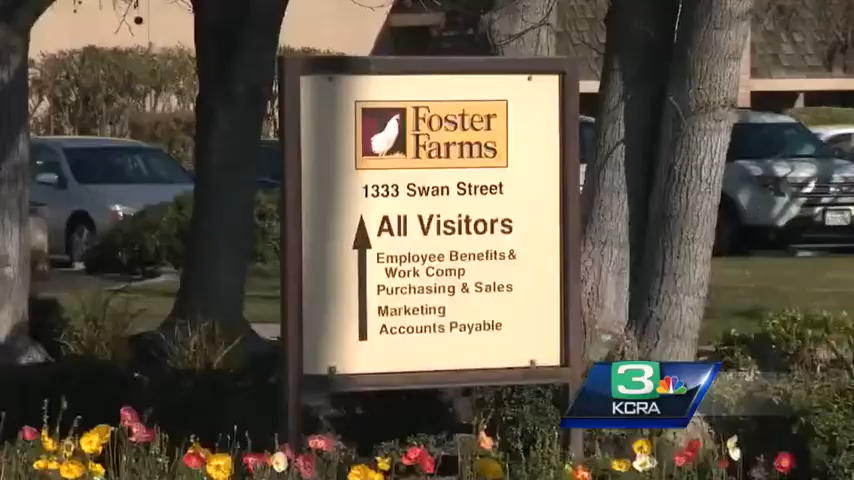 Foster
Farms
1333 Swan Street
All Visitors
Employee Benefits &
Work Comp
Purchasing & Sales
Marketing
Accounts Payable
3
KCRA